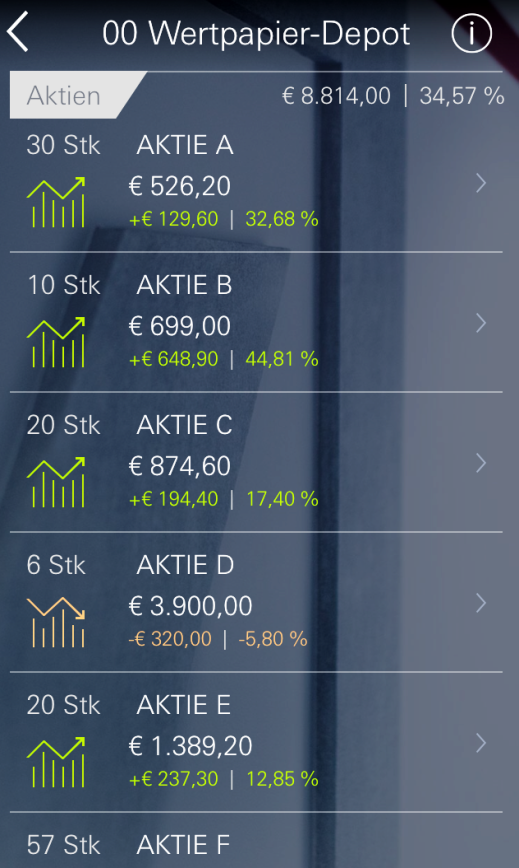 00 Wertpapier-Depot
Aktien € 8.814,00 | 34,57 %
30 Stk AKTIE A
€ 526,20
+€ 129,60 | 32,68 %
10 Stk AKTIE B
€ 699,00
+€ 648,90 | 44,81 %
20 Stk AKTIE C
€ 874,60
+€ 194,40 | 17,40 %
6 Stk AKTIE D
€ 3.900,00
-€ 320,00 | -5,80 %
20 Stk AKTIE E
€ 1.389,20
+€ 237,30 | 12,85 %
57 Stk AKTIE F